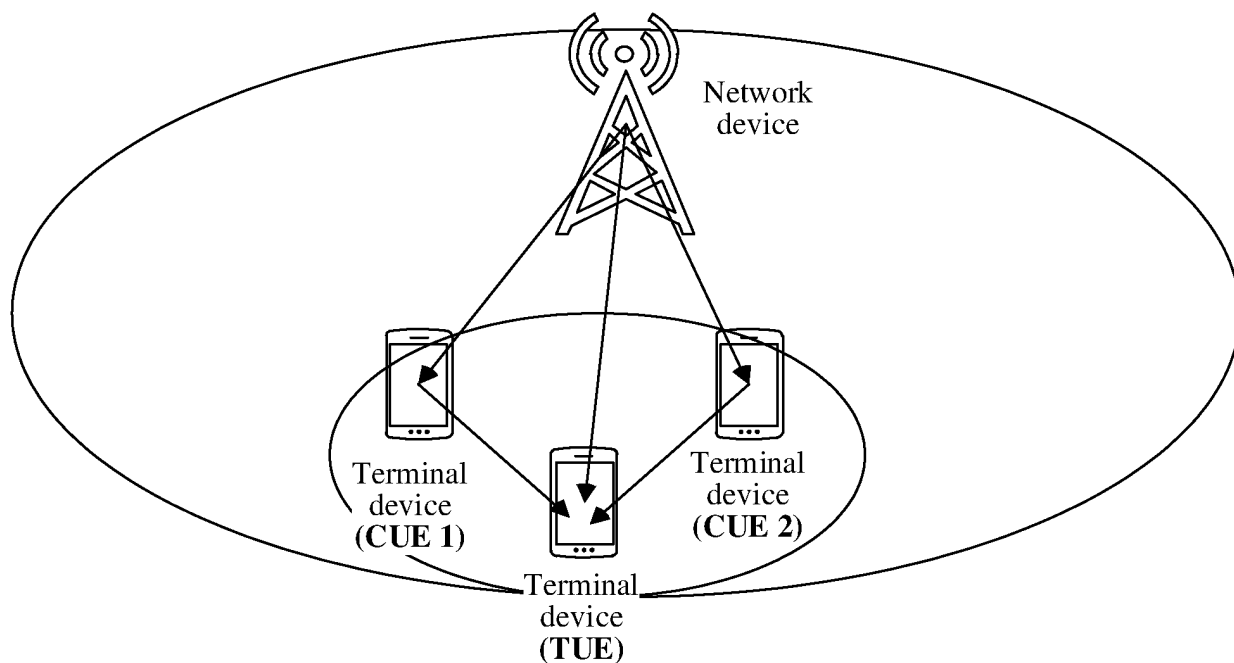 Network
device
Terminal
device
(CUE 1)
Terminal
device
(CUE 2)
Terminal
device
(TUE)